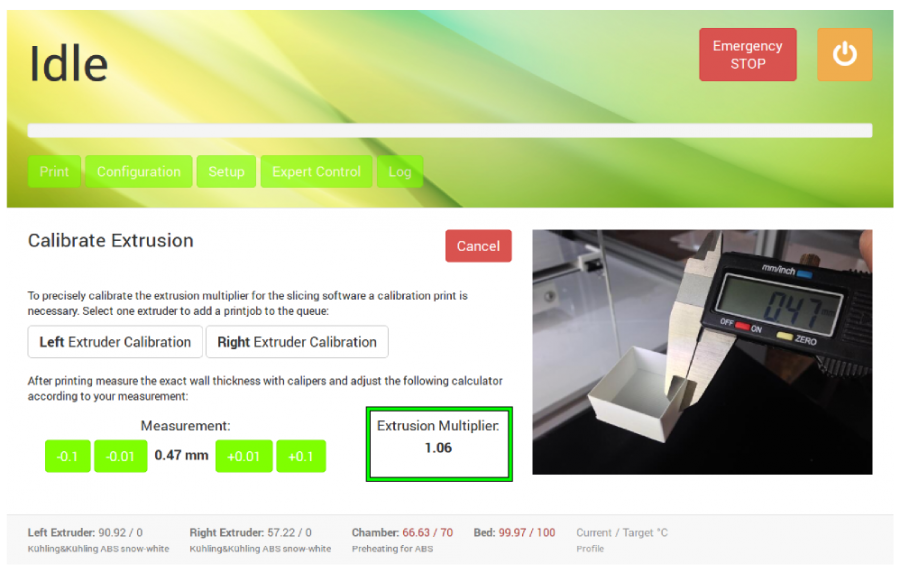 Idle
Emergency
STOP
Print Configuration Setup Expert Control Log
Calibrate Extrusion
Cancel
To precisely calibrate the extrusion multiplier for the slicing software a calibration print is
necessary. Select one extruder to add a printjob to the queue:
Left Extruder Calibration Right Extruder Calibration
After printing measure the exact wall thickness with calipers and adjust the following calculator
according to your measurement:
Measurement:
-0.1 -0.01 0.47 mm +0.01 +0.1
Extrusion Multiplier:
1.06
mm/inch
0.47
OFF ON ZERO
Left Extruder: 90.92 / 0 Right Extruder: 57.22 / 0 Chamber: 66.63 / 70 Bed: 99.97 / 100 Current / Target °C
Kühling&Kühling ABS snow-white Kühling&Kühling ABS snow-white Preheating for ABS Profile